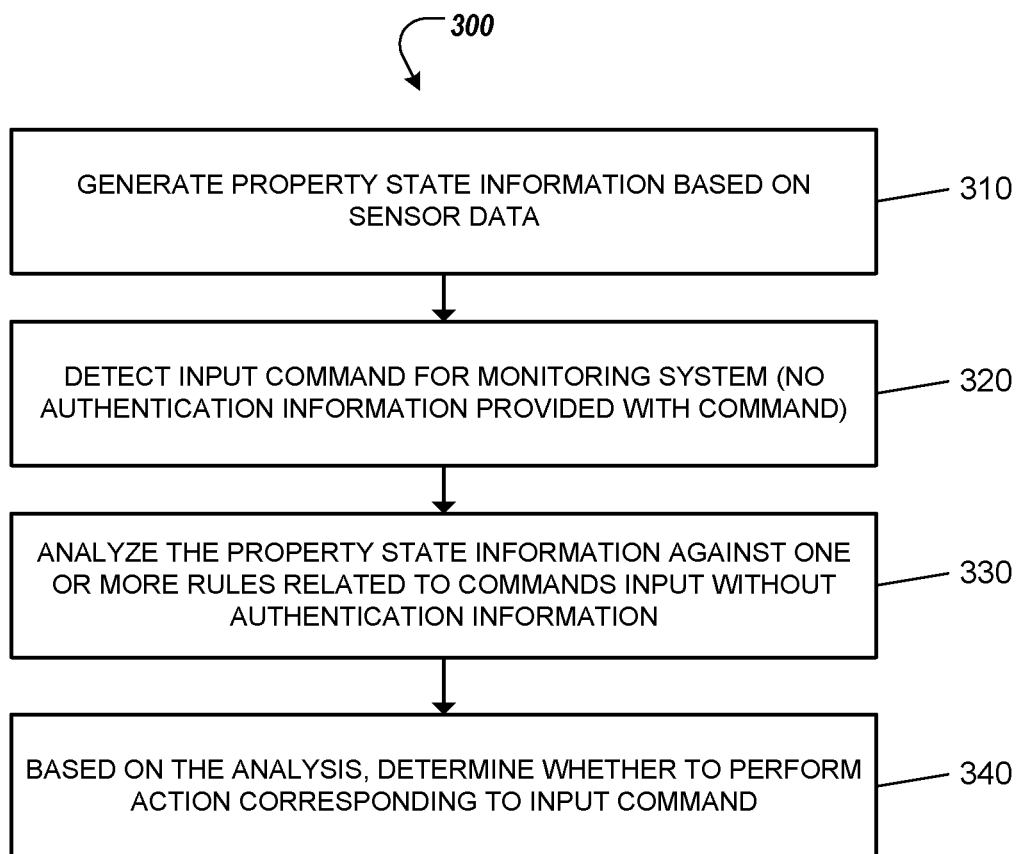 300
GENERATE PROPERTY STATE INFORMATION BASED ON
SENSOR DATA
310
DETECT INPUT COMMAND FOR MONITORING SYSTEM (NO
AUTHENTICATION INFORMATION PROVIDED WITH COMMAND)
320
ANALYZE THE PROPERTY STATE INFORMATION AGAINST ONE
OR MORE RULES RELATED TO COMMANDS INPUT WITHOUT
AUTHENTICATION INFORMATION
330
BASED ON THE ANALYSIS, DETERMINE WHETHER TO PERFORM
ACTION CORRESPONDING TO INPUT COMMAND
340